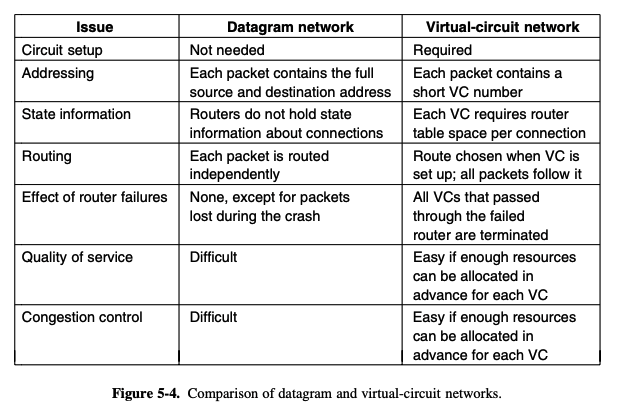 Issue Datagram network Virtual-circuit network
Circuit setup Not needed Required
Addressing Each packet contains the full Each packet contains a
source and destination address short VC number
State information Routers do not hold state Each VC requires router
information about connections table space per connection
Routing Each packet is routed Route chosen when VC is
independently set up; all packets follow it
Effect of router failures None, except for packets All VCs that passed
lost during the crash through the failed
router are terminated
Quality of service Difficult Easy if enough resources
can be allocated in
advance for each VC
Congestion control Difficult Easy if enough resources
can be allocated in
advance for each VC
Figure 5-4. Comparison of datagram and virtual-circuit networks.